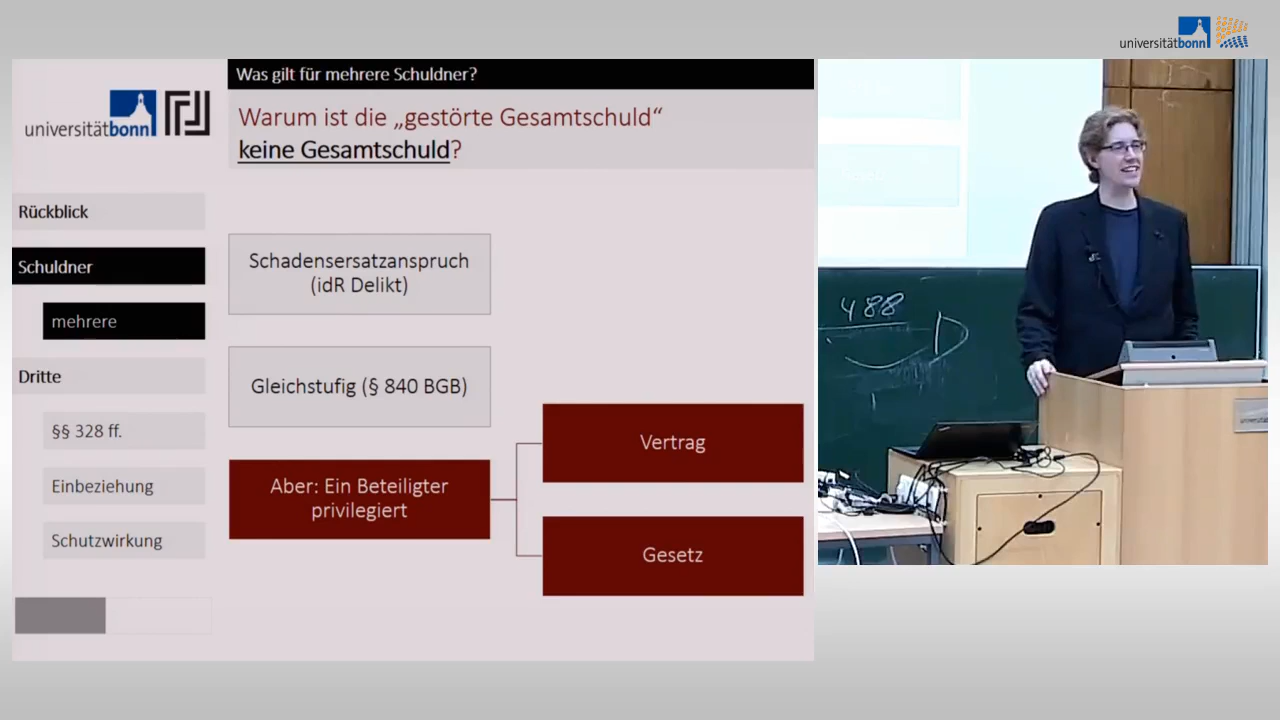 universitätbonn
Was gilt für mehrere Schuldner?
Warum ist die „gestörte Gesamtschuld“
keine Gesamtschuld?
universitätbonn
Rückblick
Schuldner
mehrere
Dritte
§§ 328 ff.
Einbeziehung
Schutzwirkung
Schadensersatzanspruch
(idR Delikt)
Gleichstufig (§ 840 BGB)
Aber: Ein Beteiligter
privilegiert
Vertrag
Gesetz
488